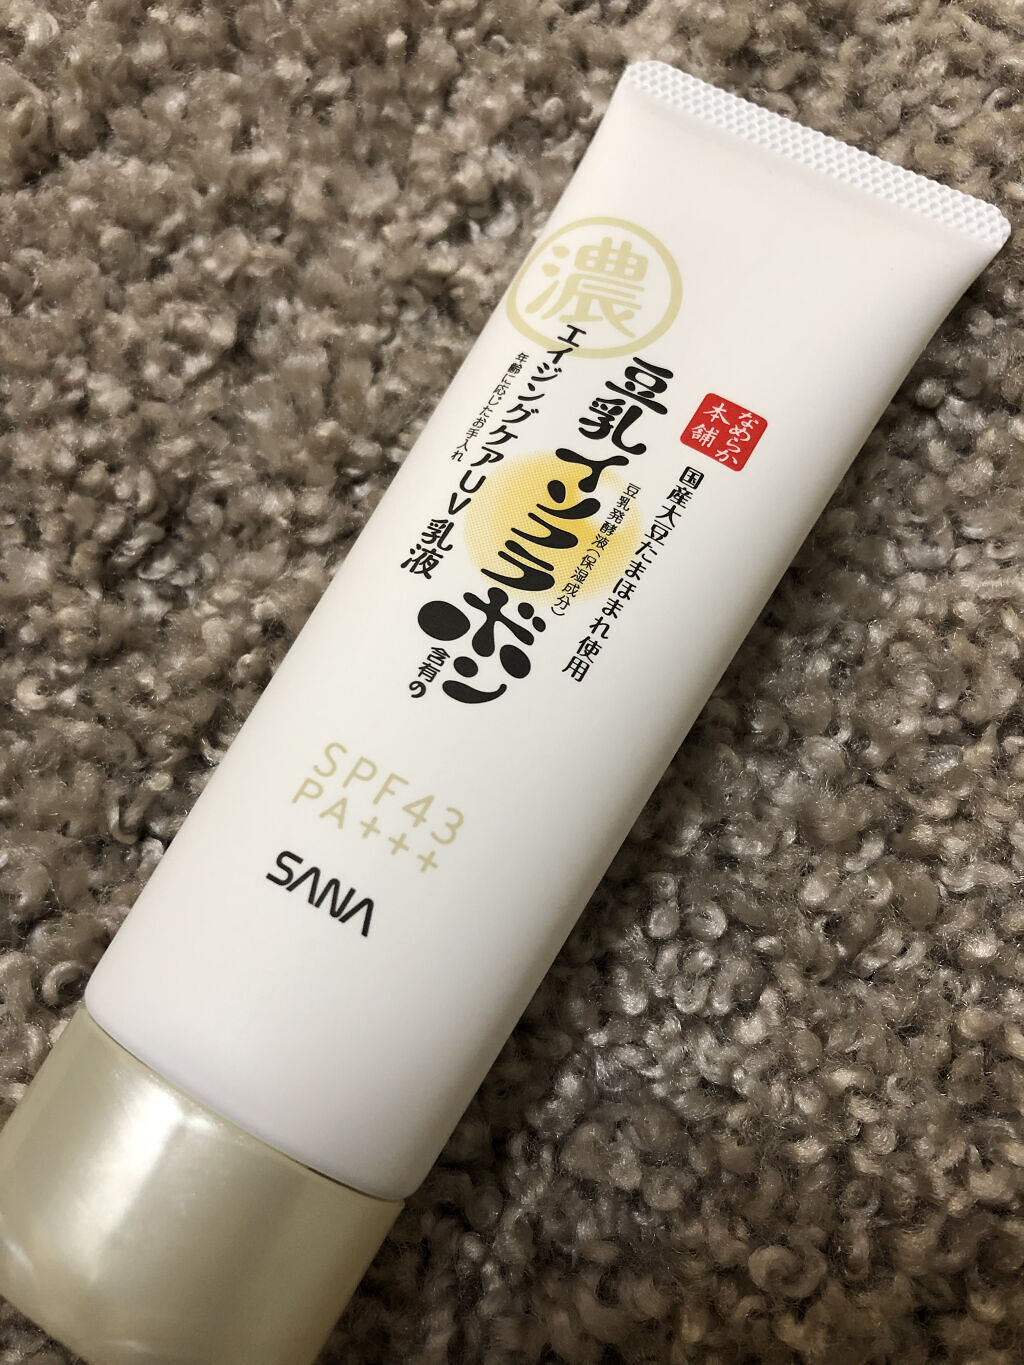 なめらか
本舗
国産大豆たまほまれ使用
豆乳発酵液(保湿成分)
豆乳イソフラボン
含有の
濃
エイジングケアUV乳液
年齢に応じたお手入れ
SPF43
PA+++
SANA